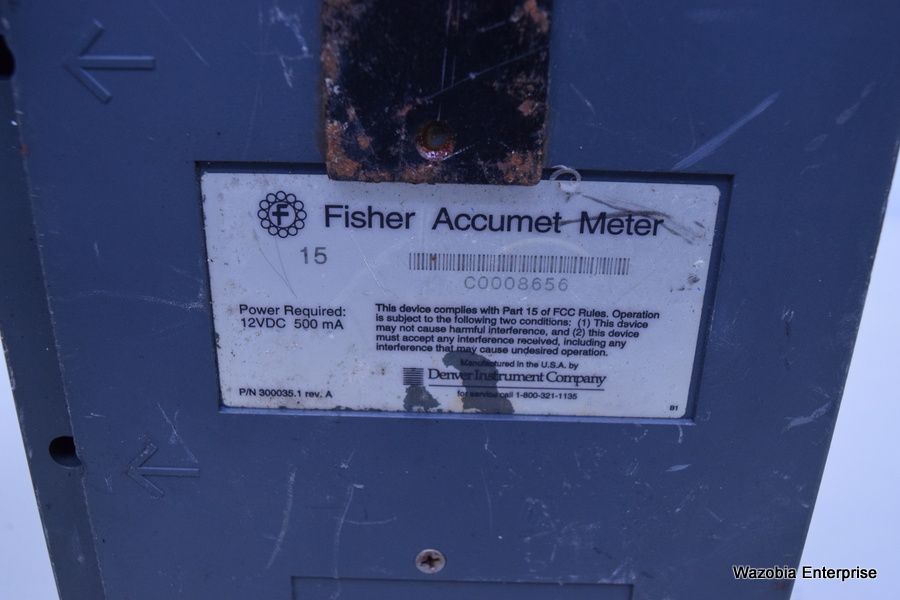 f Fisher Accumet Meter
15
C0008656
Power Required:
12VDC 500 mA
This device complies with Part 15 of FCC Rules. Operation
is subject to the following two conditions: (1) This device
may not cause harmful interference, and (2) this device
must accept any interference received, including any
interference that may cause undesired operation.
Manufactured in the U.S.A. by
Denver Instrument Company
for service call 1-800-321-1135
P/N 300035.1 rev. A
B1
Wazobia Enterprise